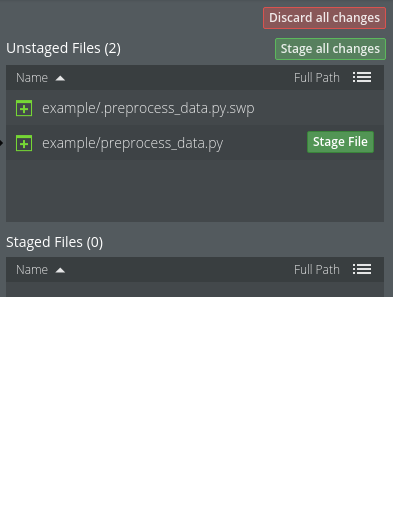 Discard all changes
Unstaged Files (2)
Stage all changes
Name
Full Path
example/.preprocess_data.py.swp
example/preprocess_data.py
Stage File
Staged Files (0)
Name
Full Path